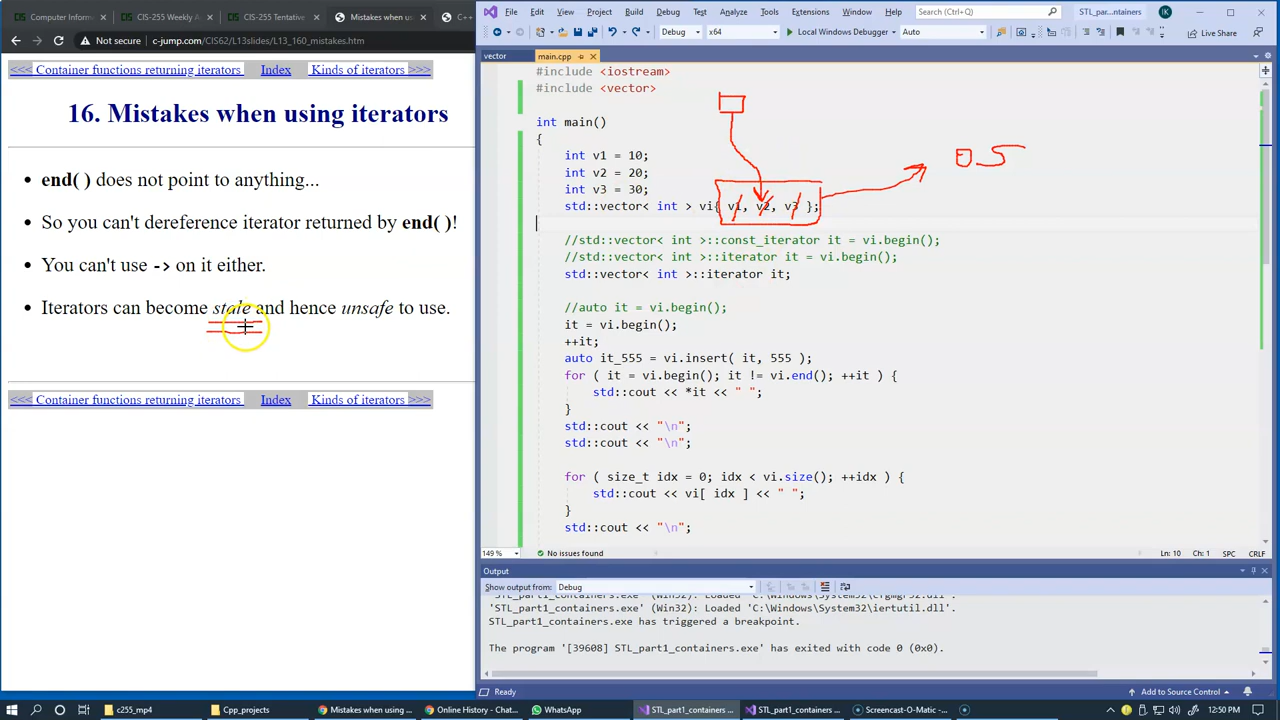 Computer Inform
CIS-255 Weekly A
CIS-255 Tentative
Mistakes when us
C++
Not secure
c-jump.com/CIS62/L13slides/L13_160_mistakes.htm
<<< Container functions returning iterators Index Kinds of iterators >>>
16. Mistakes when using iterators
• end( ) does not point to anything...
• So you can't dereference iterator returned by end( )!
• You can't use -> on it either.
• Iterators can become stale and hence unsafe to use.
<<< Container functions returning iterators Index Kinds of iterators >>>
File Edit View Project Build Debug Test Analyze Tools Extensions Window Help Search (Ctrl+Q) STL_par...ntainers IK
Debug x64 Local Windows Debugger Auto Live Share
vector main.cpp
#include <iostream>
#include <vector>
int main()
{
int v1 = 10;
int v2 = 20;
int v3 = 30;
std::vector< int > vi{ v1, v2, v3 };
O.S
//std::vector< int >::const_iterator it = vi.begin();
//std::vector< int >::iterator it = vi.begin();
std::vector< int >::iterator it;
//auto it = vi.begin();
it = vi.begin();
++it;
auto it_555 = vi.insert( it, 555 );
for ( it = vi.begin(); it != vi.end(); ++it ) {
std::cout << *it << " ";
}
std::cout << "\n";
std::cout << "\n";
for ( size_t idx = 0; idx < vi.size(); ++idx ) {
std::cout << vi[ idx ] << " ";
}
std::cout << "\n";
149 % No issues found Ln: 10 Ch: 1 SPC CRLF
Output
Show output from: Debug
'STL_part1_containers.exe' (Win32): Loaded 'C:\Windows\System32\cfgmgr32.dll'.
'STL_part1_containers.exe' (Win32): Loaded 'C:\Windows\System32\iertutil.dll'.
STL_part1_containers.exe has triggered a breakpoint.
The program '[39608] STL_part1_containers.exe' has exited with code 0 (0x0).
Ready Add to Source Control
c255_mp4 Cpp_projects Mistakes when using ... Online History - Chat... WhatsApp STL_part1_containers ... STL_part1_containers ... Screencast-O-Matic - ... 12:50 PM